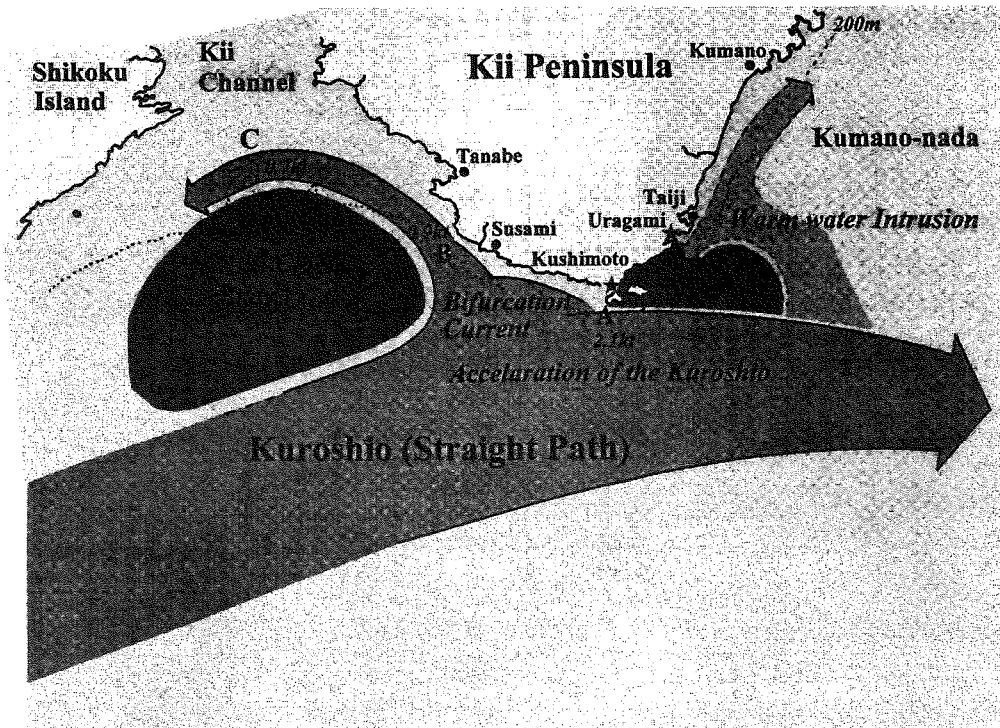 Kii
Channel
Shikoku
Island
Kii Peninsula
Kumano
200m
Kumano-nada
C
Tanabe
Taiji
Uragami
Warm water Intrusion
Susami
B
Kushimoto
Bifurcation
Current
A
Accelaration of the Kuroshio
Kuroshio (Straight Path)